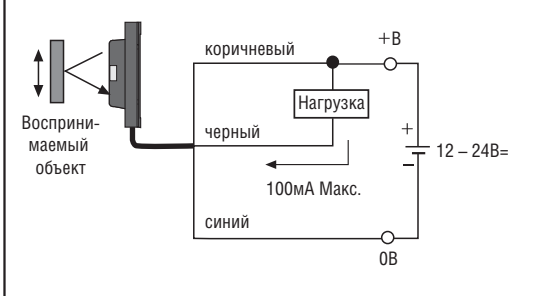 коричневый
+В
Нагрузка
Восприни-
маемый
объект
черный
+
12 – 24В=
–
100мА Макс.
синий
0В